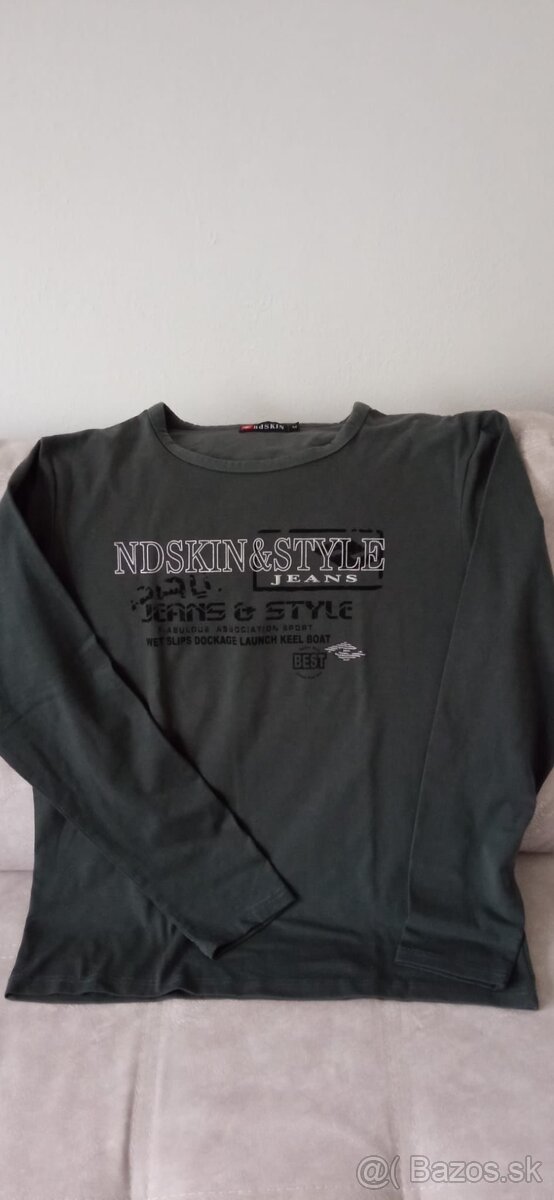 ndSKIN
NDSKIN&STYLE
JEANS
JEANS & STYLE
FABULOUS ASSOCIATION SPORT
WET SLIPS DOCKAGE LAUNCH KEEL BOAT
BEST
@( Bazos.sk